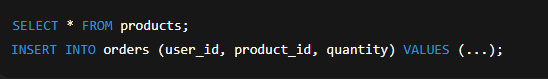 SELECT * FROM products;
INSERT INTO orders (user_id, product_id, quantity) VALUES (...);